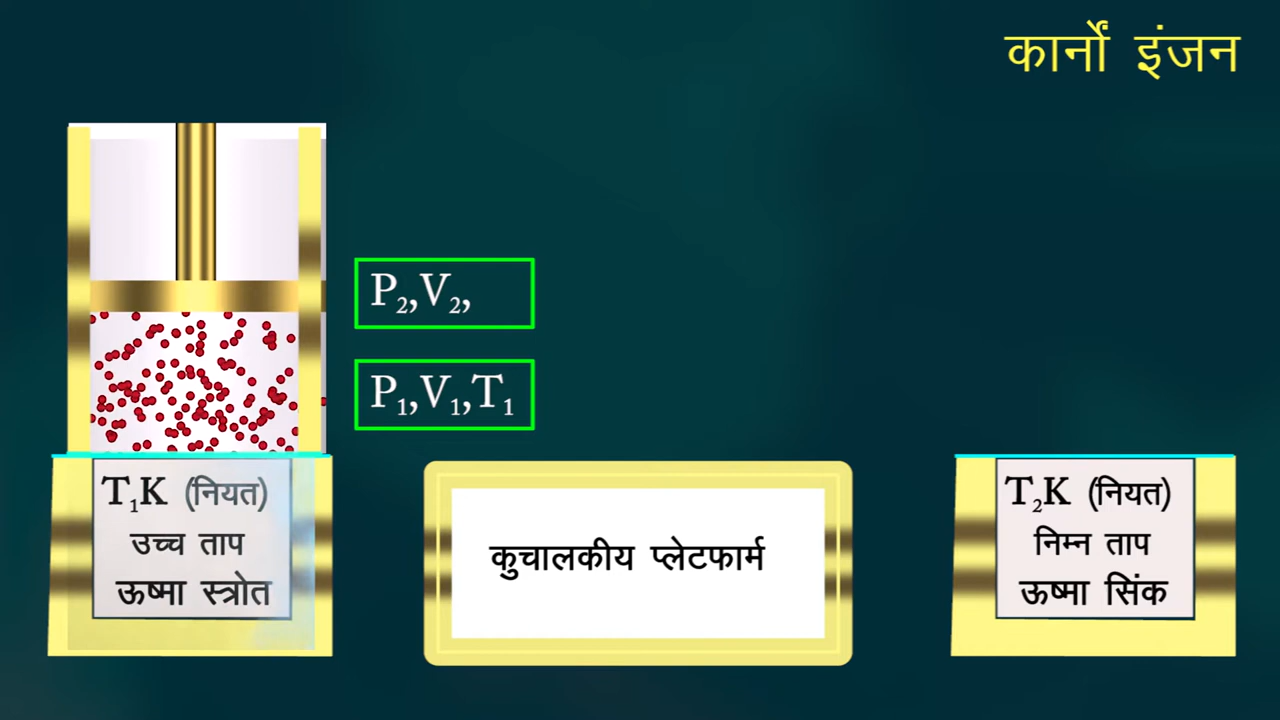 कार्नों इंजन
P₂,V₂,
P₁,V₁,T₁
T₁K (नियत)
उच्च ताप
ऊष्मा स्त्रोत
कुचालकीय प्लेटफार्म
T₂K (नियत)
निम्न ताप
ऊष्मा सिंक